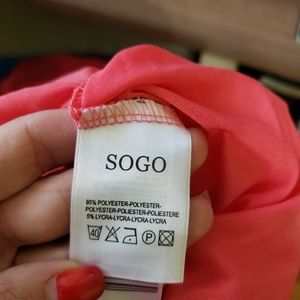 SOGO
95% POLYESTER-POLYESTER-
POLYESTER-POLIESTER-POLIESTERE
5% LYCRA-LYCRA-LYCRA-LYCRA
40
P